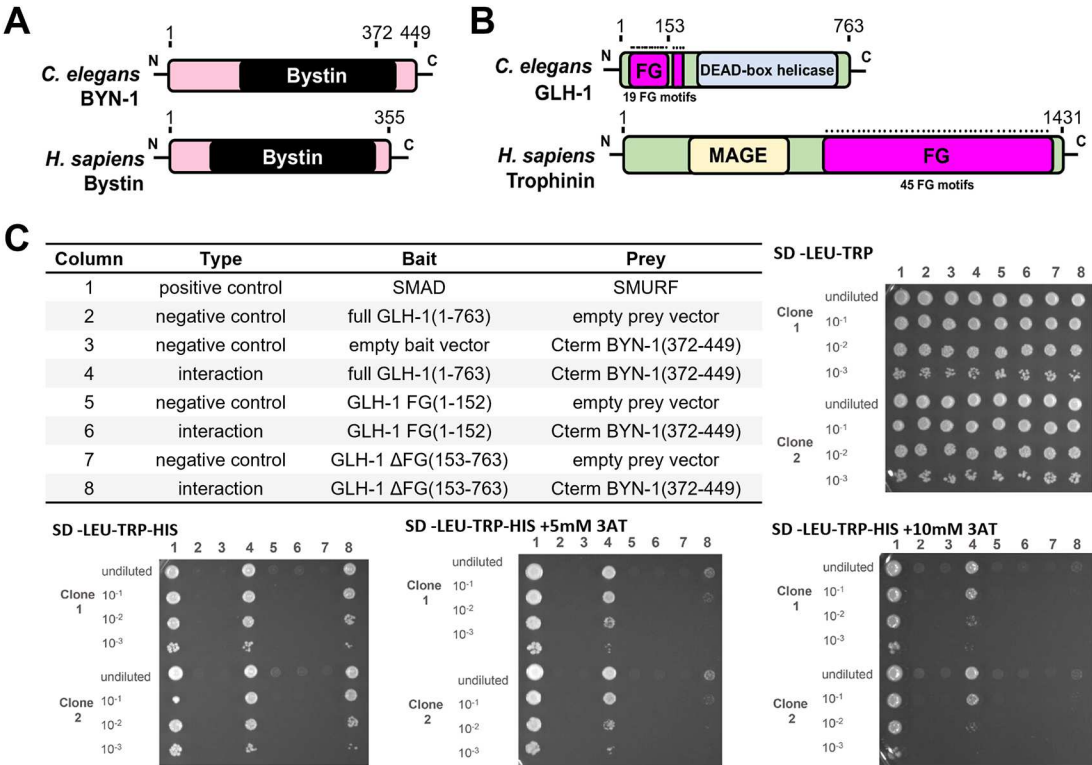 A
1 372 449
N C
C. elegans
BYN-1
Bystin
1 355
N C
H. sapiens
Bystin
Bystin
B
1 153 763
N C
C. elegans
GLH-1
FG
DEAD-box helicase
19 FG motifs
1 1431
N C
H. sapiens
Trophinin
MAGE
FG
45 FG motifs
C
Column Type Bait Prey
1 positive control SMAD SMURF
2 negative control full GLH-1(1-763) empty prey vector
3 negative control empty bait vector Cterm BYN-1(372-449)
4 interaction full GLH-1(1-763) Cterm BYN-1(372-449)
5 negative control GLH-1 FG(1-152) empty prey vector
6 interaction GLH-1 FG(1-152) Cterm BYN-1(372-449)
7 negative control GLH-1 ΔFG(153-763) empty prey vector
8 interaction GLH-1 ΔFG(153-763) Cterm BYN-1(372-449)
SD -LEU-TRP
1 2 3 4 5 6 7 8
Clone 1
undiluted
10-1
10-2
10-3
Clone 2
undiluted
10-1
10-2
10-3
SD -LEU-TRP-HIS
1 2 3 4 5 6 7 8
Clone 1
undiluted
10-1
10-2
10-3
Clone 2
undiluted
10-1
10-2
10-3
SD -LEU-TRP-HIS +5mM 3AT
1 2 3 4 5 6 7 8
Clone 1
undiluted
10-1
10-2
10-3
Clone 2
undiluted
10-1
10-2
10-3
SD -LEU-TRP-HIS +10mM 3AT
1 2 3 4 5 6 7 8
Clone 1
undiluted
10-1
10-2
10-3
Clone 2
undiluted
10-1
10-2
10-3